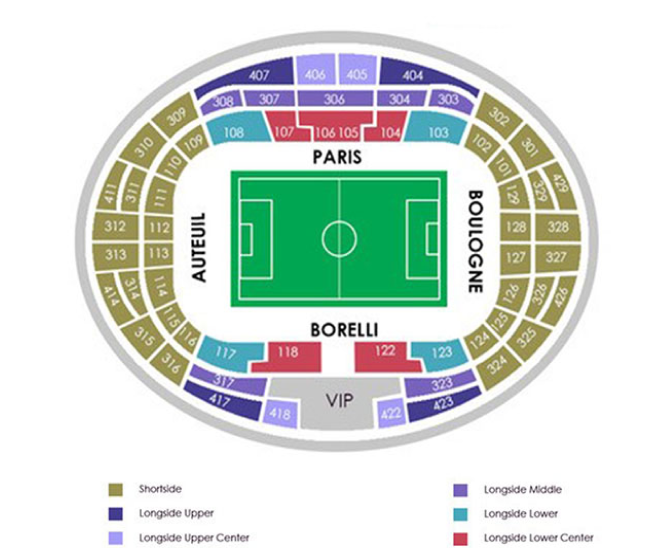 407 406 405 404
308 307 306 304 303
309 302
108 107 106 105 104 103
310 109 102 301
110 PARIS 101
411 311 111 129 329 429
312 112 AUTEUIL BOULOGNE 128 328
313 113 127 327
414 314 114 126 326 426
115 125
315 116 BORELLI 124 325
316 117 118 122 123 324
317 323
417 VIP 423
418 422
Shortside
Longside Upper
Longside Upper Center
Longside Middle
Longside Lower
Longside Lower Center